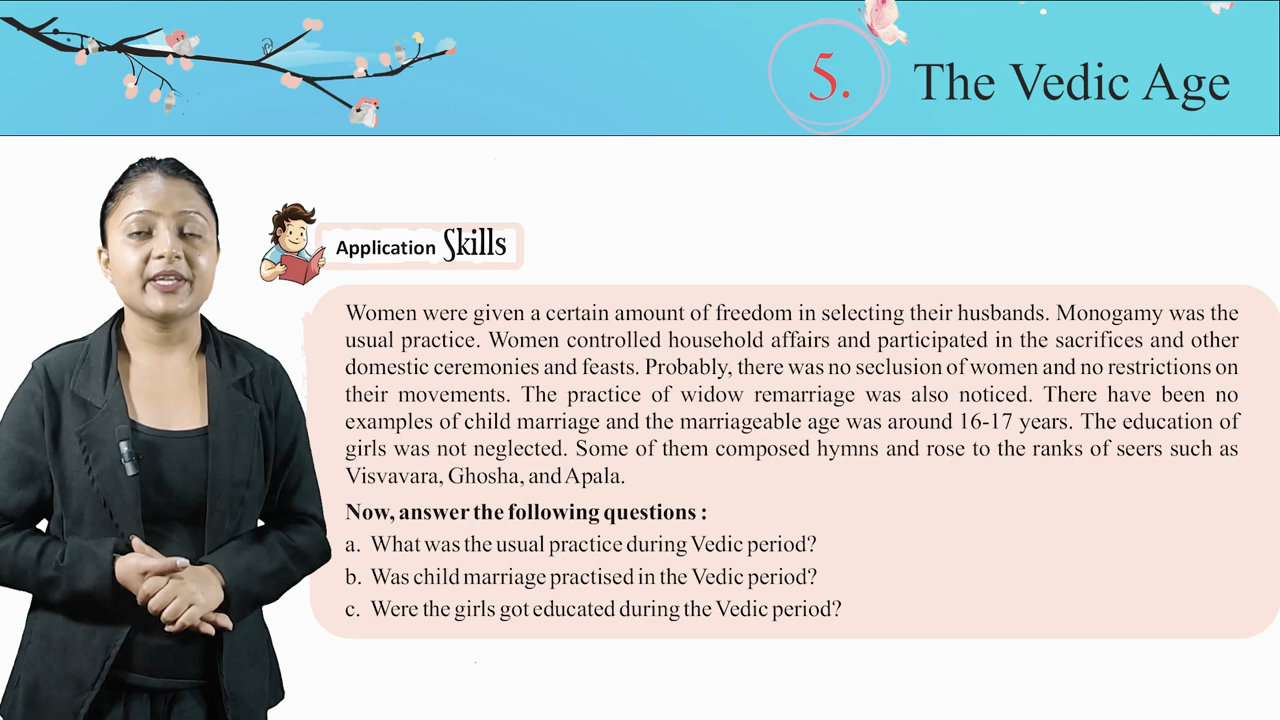 5. The Vedic Age
Application Skills
Women were given a certain amount of freedom in selecting their husbands. Monogamy was the
usual practice. Women controlled household affairs and participated in the sacrifices and other
domestic ceremonies and feasts. Probably, there was no seclusion of women and no restrictions on
their movements. The practice of widow remarriage was also noticed. There have been no
examples of child marriage and the marriageable age was around 16-17 years. The education of
girls was not neglected. Some of them composed hymns and rose to the ranks of seers such as
Visvavara, Ghosha, and Apala.
Now, answer the following questions :
a. What was the usual practice during Vedic period?
b. Was child marriage practised in the Vedic period?
c. Were the girls got educated during the Vedic period?